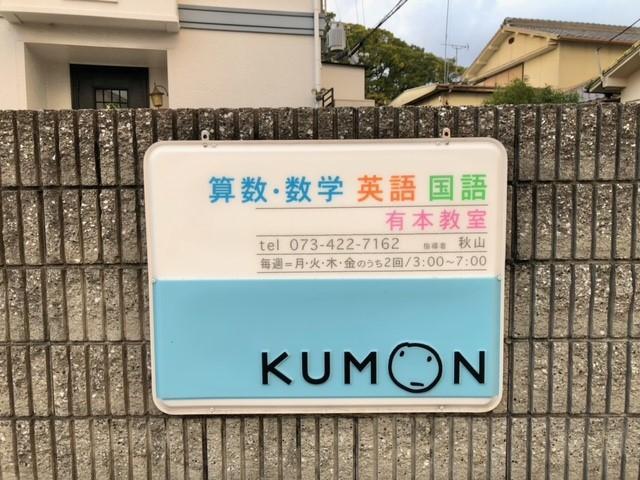 算数・数学 英語 国語
有本教室
tel 073-422-7162 指導者 秋山
毎週=月・火・木・金のうち2回/3:00~7:00
KUMON